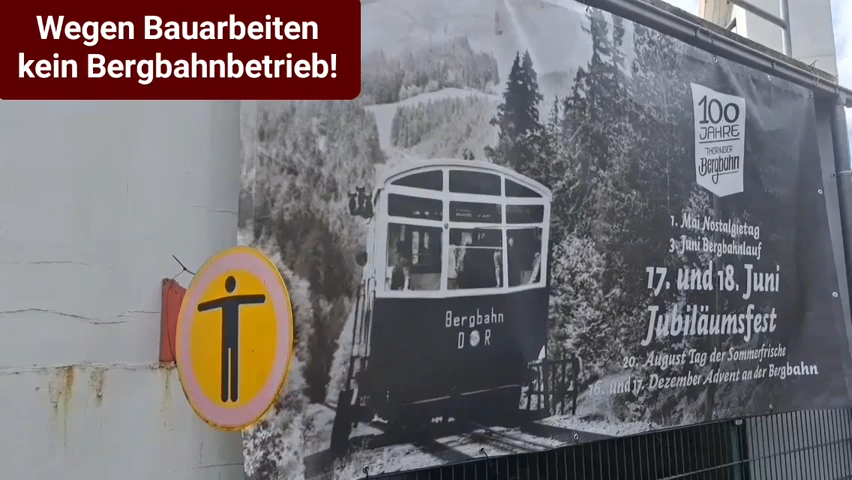 Wegen Bauarbeiten
kein Bergbahnbetrieb!
100
JAHRE
THÜRINGER
Bergbahn
1. Mai Nostalgietag
3. Juni Bergbahnlauf
17. und 18. Juni
Jubiläumsfest
20. August Tag der Sommerfrische
16. und 17. Dezember Advent an der Bergbahn
Bergbahn